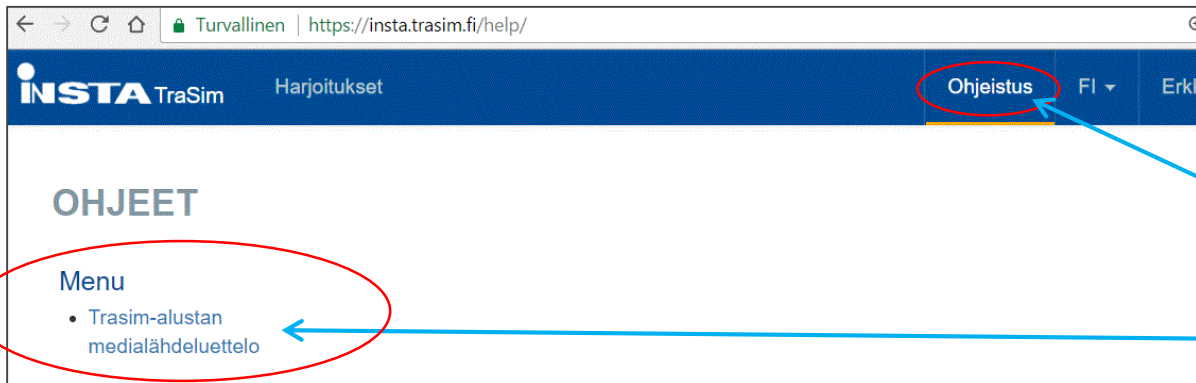 Turvallinen | https://insta.trasim.fi/help/
INSTA TraSim Harjoitukset Ohjeistus FI
OHJEET
Menu
• Trasim-alustan
medialähdeluettelo